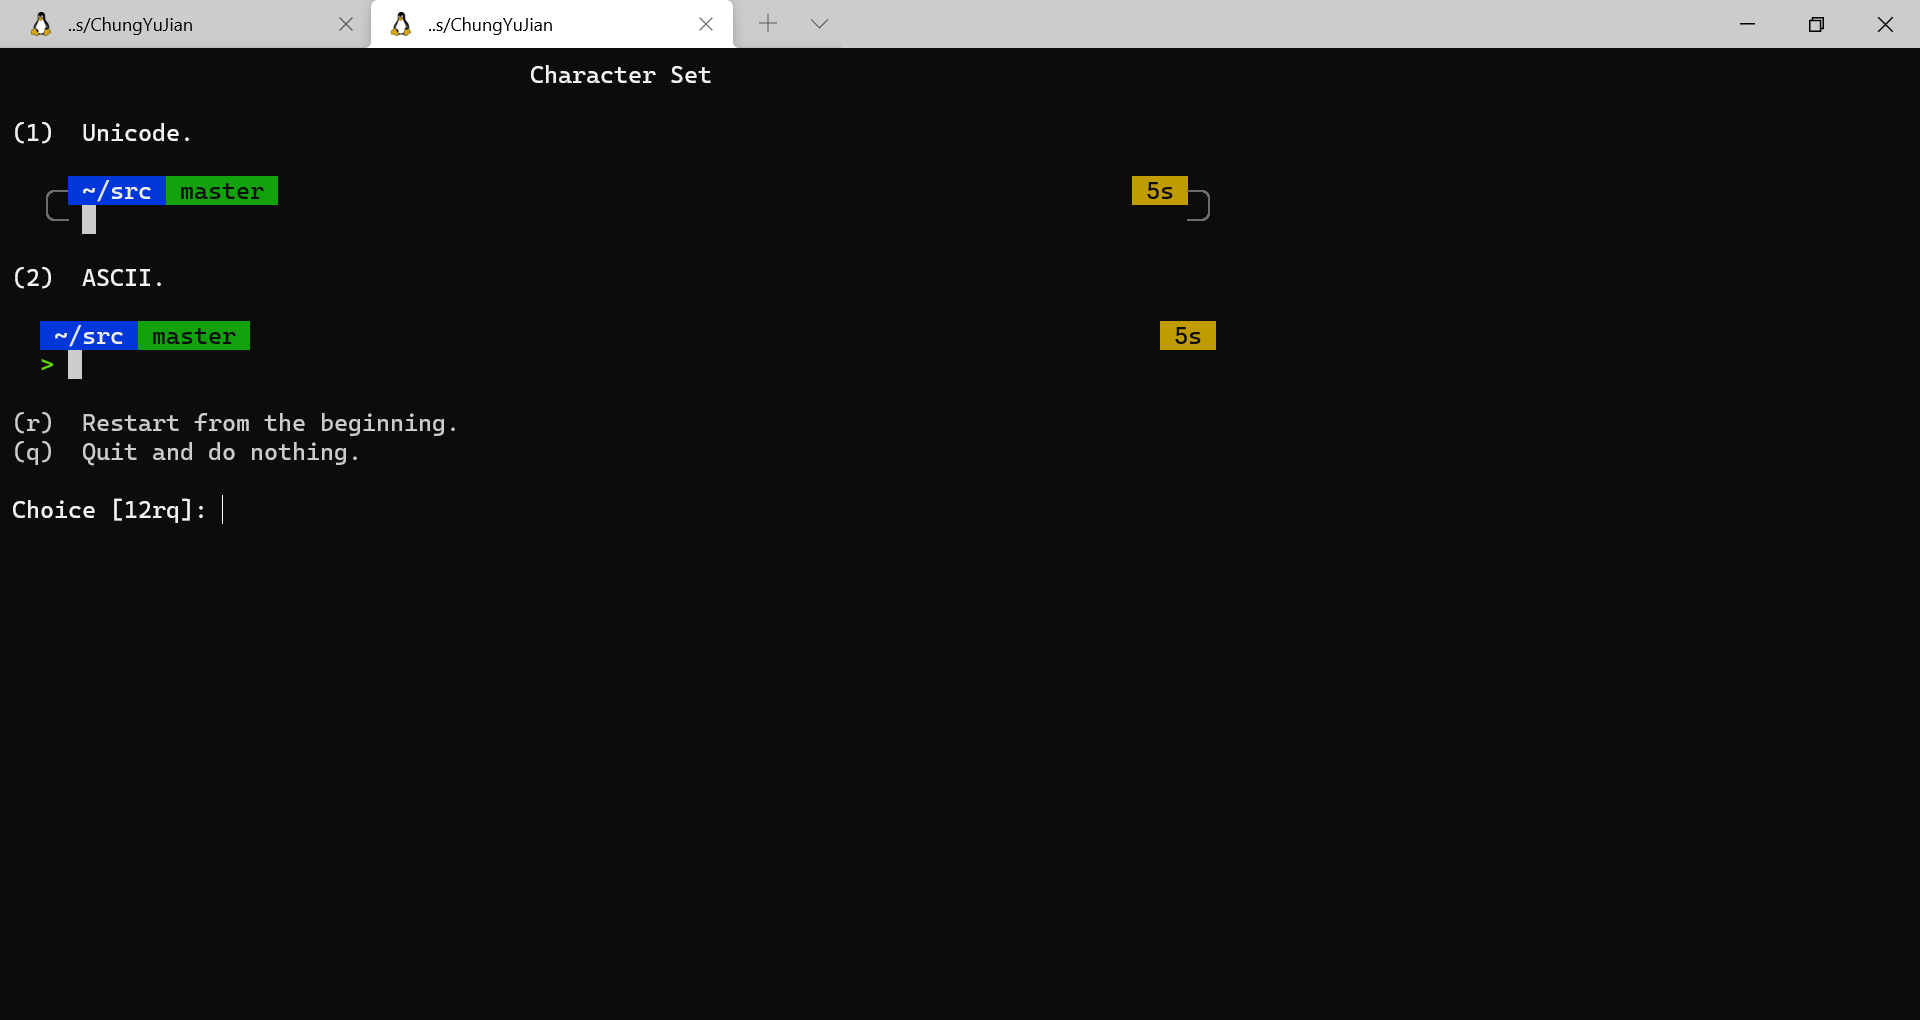 ..s/ChungYuJian ..s/ChungYuJian
Character Set
(1) Unicode.
~/src master 5s
(2) ASCII.
~/src master 5s
>
(r) Restart from the beginning.
(q) Quit and do nothing.
Choice [12rq]: